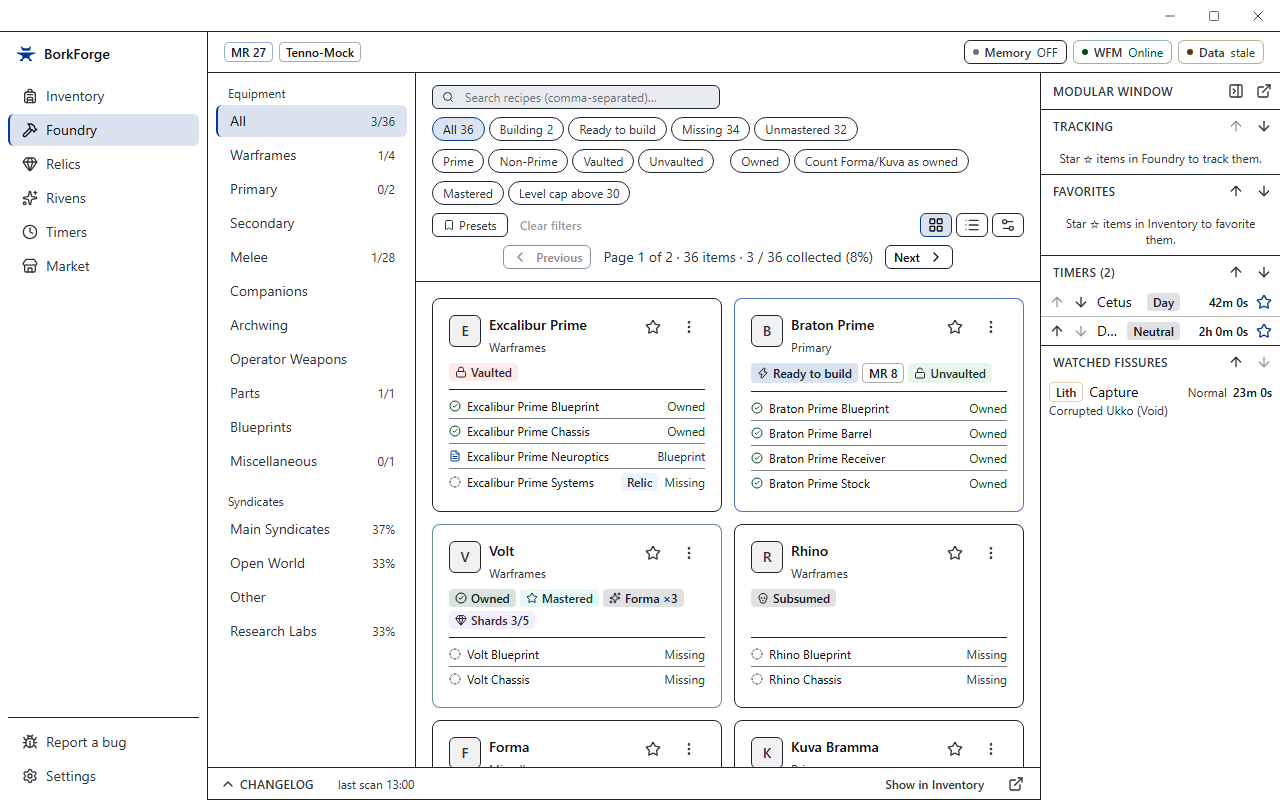 BorkForge
MR 27
Tenno-Mock
Memory OFF
WFM Online
Data stale
Inventory
Foundry
Relics
Rivens
Timers
Market
Report a bug
Settings
Equipment
All 3/36
Warframes 1/4
Primary 0/2
Secondary
Melee 1/28
Companions
Archwing
Operator Weapons
Parts 1/1
Blueprints
Miscellaneous 0/1
Syndicates
Main Syndicates 37%
Open World 33%
Other
Research Labs 33%
Search recipes (comma-separated)...
All 36 Building 2 Ready to build Missing 34 Unmastered 32
Prime Non-Prime Vaulted Unvaulted Owned Count Forma/Kuva as owned
Mastered Level cap above 30
Presets Clear filters
Previous Page 1 of 2 · 36 items · 3 / 36 collected (8%) Next
E Excalibur Prime
Warframes
Vaulted
Excalibur Prime Blueprint Owned
Excalibur Prime Chassis Owned
Excalibur Prime Neuroptics Blueprint
Excalibur Prime Systems Relic Missing
B Braton Prime
Primary
Ready to build MR 8 Unvaulted
Braton Prime Blueprint Owned
Braton Prime Barrel Owned
Braton Prime Receiver Owned
Braton Prime Stock Owned
V Volt
Warframes
Owned Mastered Forma ×3
Shards 3/5
Volt Blueprint Missing
Volt Chassis Missing
R Rhino
Warframes
Subsumed
Rhino Blueprint Missing
Rhino Chassis Missing
F Forma
K Kuva Bramma
CHANGELOG last scan 13:00 Show in Inventory
MODULAR WINDOW
TRACKING
Star ☆ items in Foundry to track them.
FAVORITES
Star ☆ items in Inventory to favorite
them.
TIMERS (2)
Cetus Day 42m 0s
D... Neutral 2h 0m 0s
WATCHED FISSURES
Lith Capture Normal 23m 0s
Corrupted Ukko (Void)